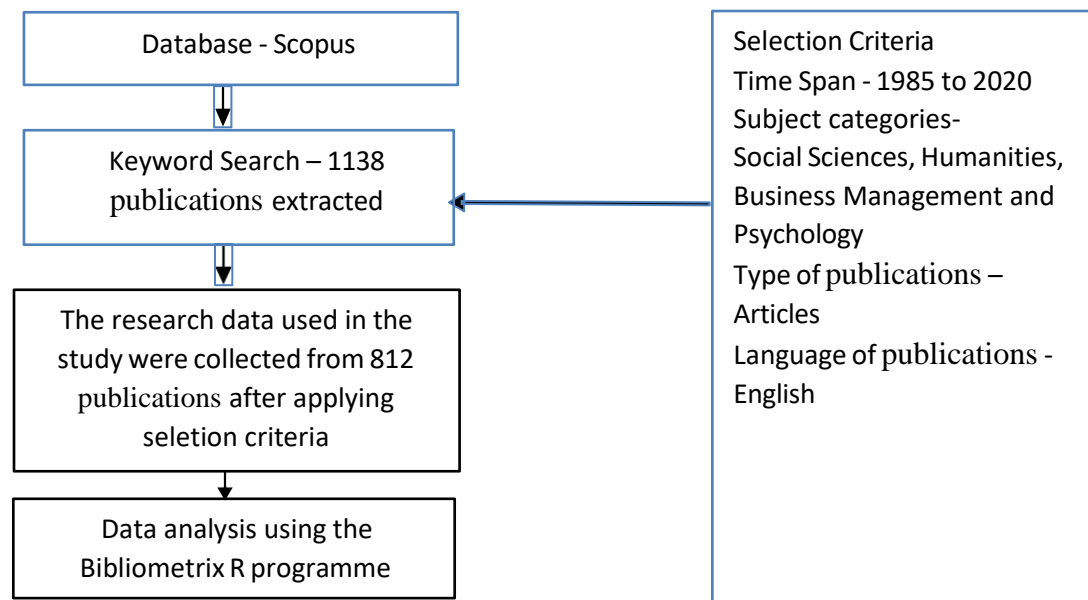 Database - Scopus
Keyword Search – 1138
publications extracted
The research data used in the
study were collected from 812
publications after applying
seletion criteria
Data analysis using the
Bibliometrix R programme
Selection Criteria
Time Span - 1985 to 2020
Subject categories-
Social Sciences, Humanities,
Business Management and
Psychology
Type of publications –
Articles
Language of publications -
English